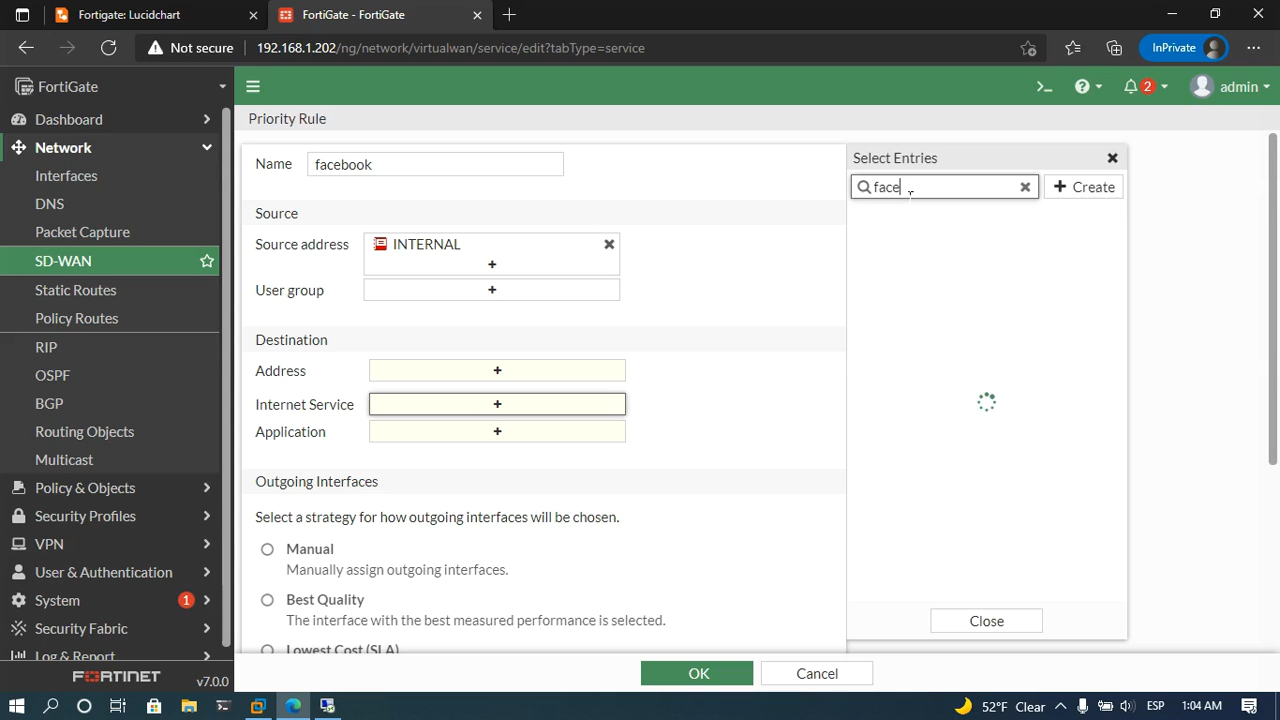 Fortigate: Lucidchart
FortiGate - FortiGate
Not secure
192.168.1.202/ng/network/virtualwan/service/edit?tabType=service
InPrivate
FortiGate
2
admin
Dashboard
Network
Interfaces
DNS
Packet Capture
SD-WAN
Static Routes
Policy Routes
RIP
OSPF
BGP
Routing Objects
Multicast
Policy & Objects
Security Profiles
VPN
User & Authentication
System
1
Security Fabric
Log & Report
FORTINET
v7.0.0
Priority Rule
Name
facebook
Source
Source address
INTERNAL
User group
Destination
Address
Internet Service
Application
Outgoing Interfaces
Select a strategy for how outgoing interfaces will be chosen.
Manual
Manually assign outgoing interfaces.
Best Quality
The interface with the best measured performance is selected.
Lowest Cost (SLA)
Select Entries
face
Create
Close
OK
Cancel
52°F Clear
ESP
1:04 AM